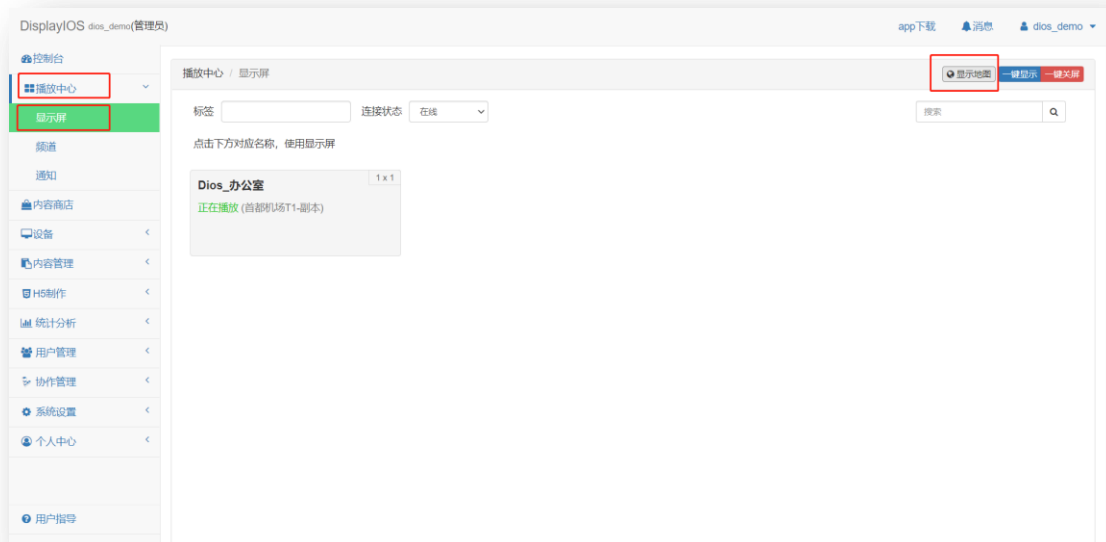 DisplayIOS dios_demo(管理员)
app下载 消息 dios_demo
控制台
播放中心
显示屏
频道
通知
内容商店
设备
内容管理
H5制作
统计分析
用户管理
协作管理
系统设置
个人中心
用户指导
播放中心 / 显示屏
显示地图 一键显示 一键关屏
标签 连接状态 在线 搜索
点击下方对应名称，使用显示屏
Dios_办公室 1 x 1
正在播放 (首都机场T1-副本)